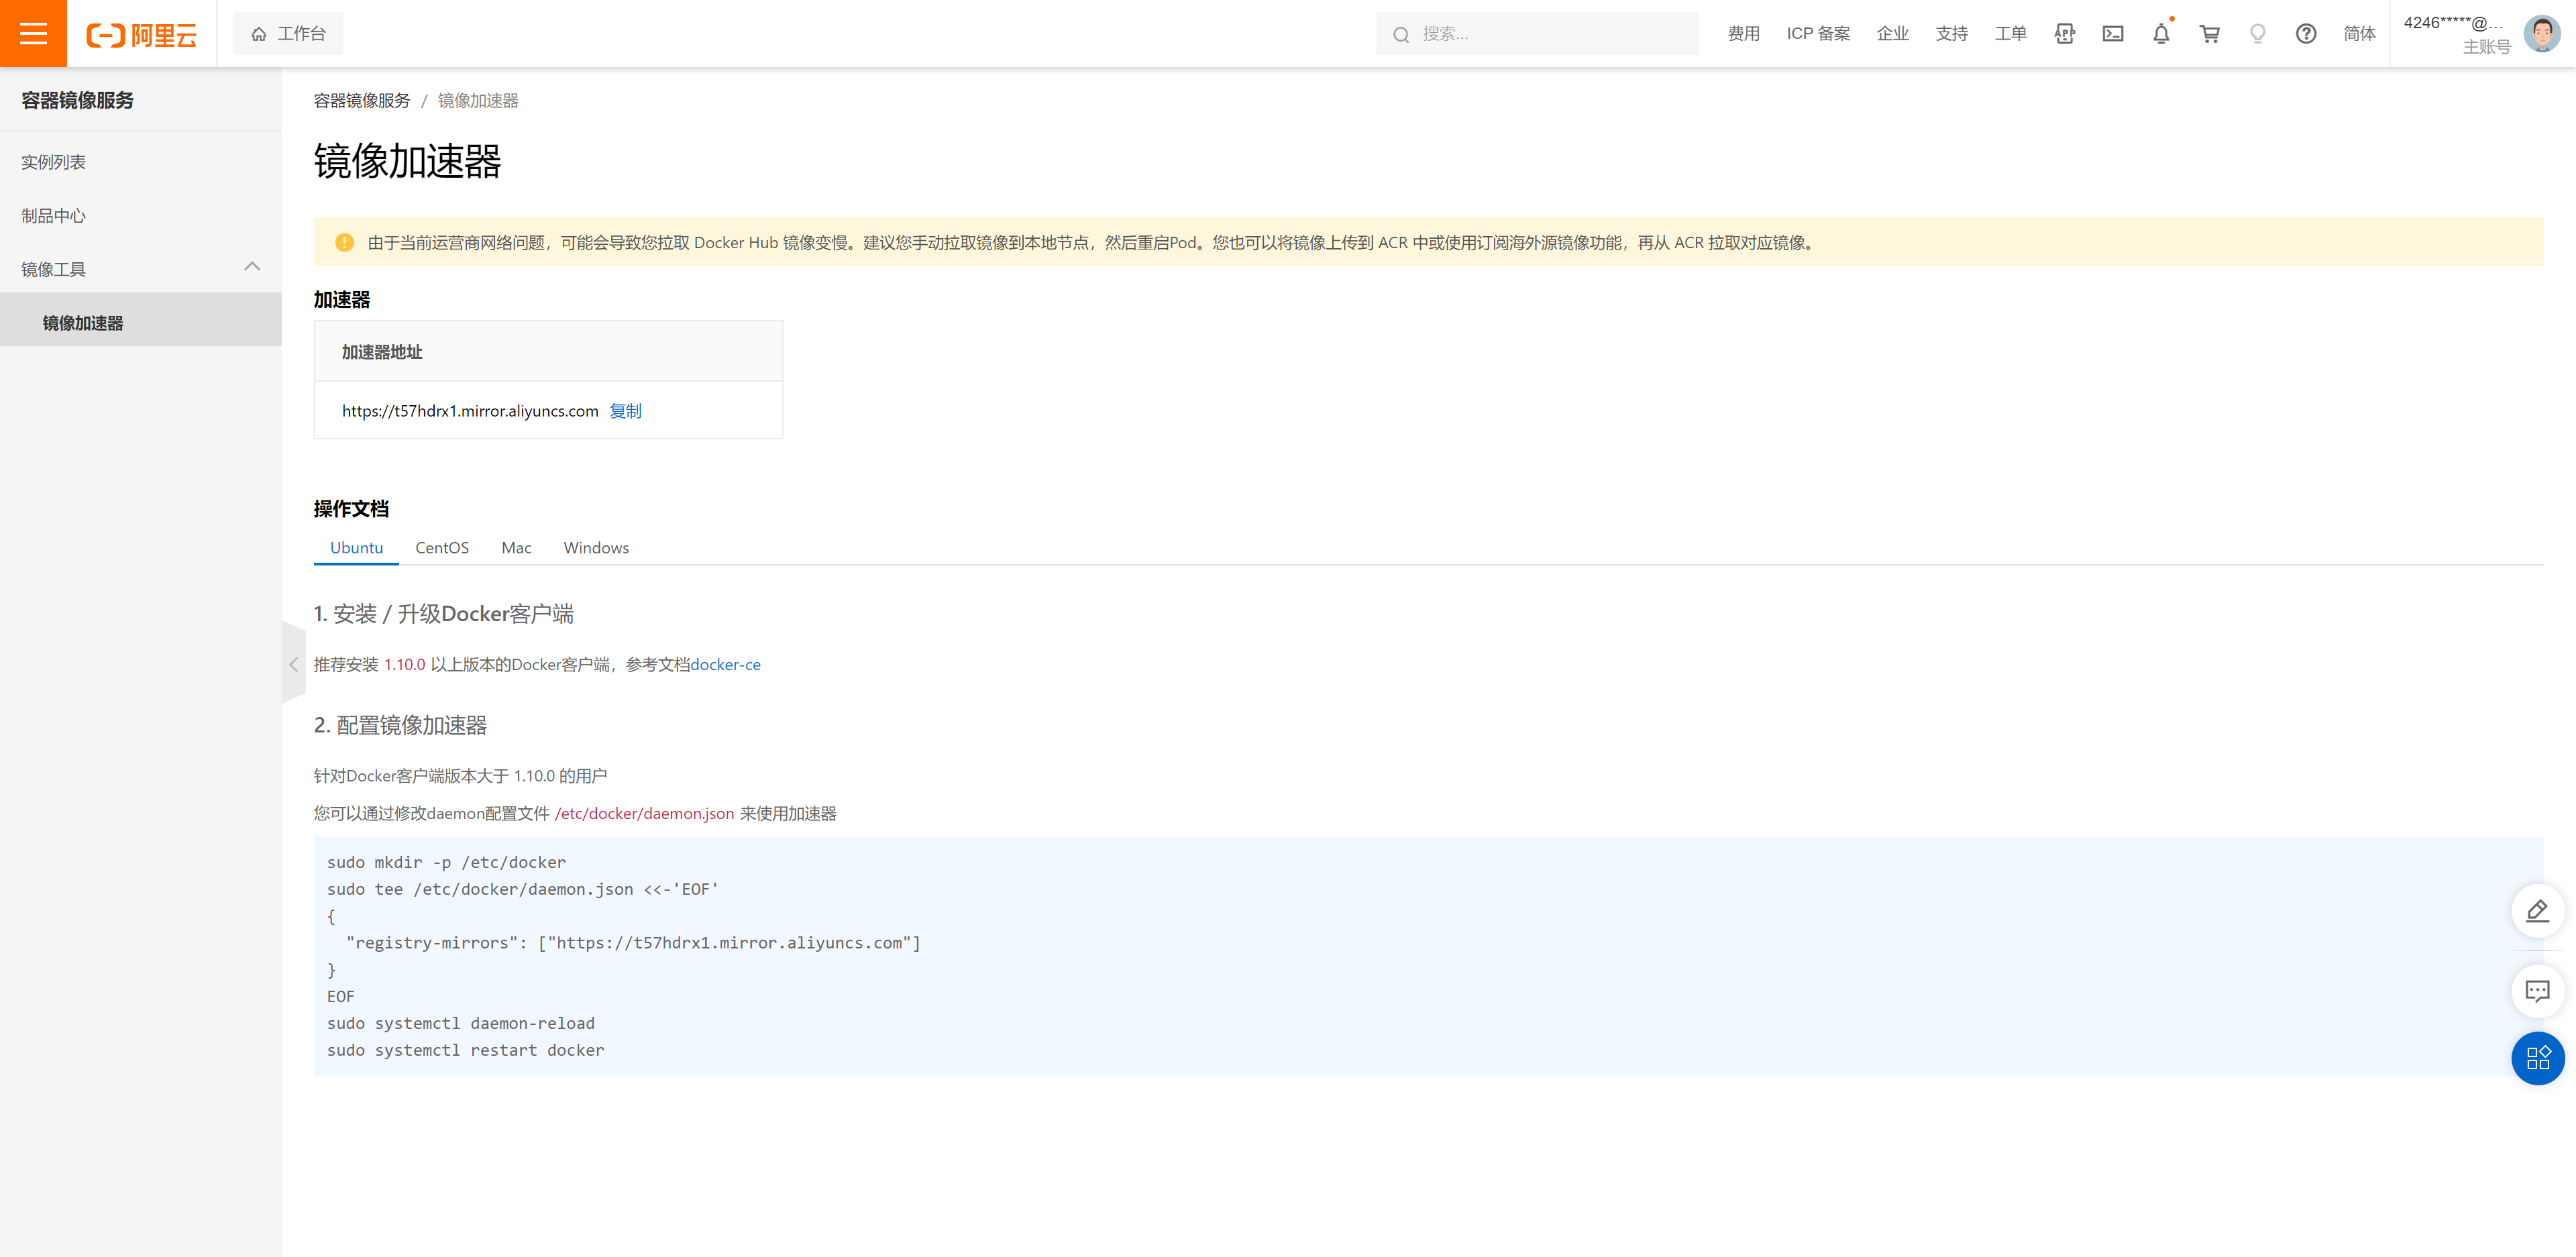 阿里云
工作台
搜索...
费用
ICP 备案
企业
支持
工单
APP
简体
4246*****@...
主账号
容器镜像服务
实例列表
制品中心
镜像工具
镜像加速器
容器镜像服务 / 镜像加速器
镜像加速器
由于当前运营商网络问题，可能会导致您拉取 Docker Hub 镜像变慢。建议您手动拉取镜像到本地节点，然后重启Pod。您也可以将镜像上传到 ACR 中或使用订阅海外源镜像功能，再从 ACR 拉取对应镜像。
加速器
加速器地址
https://t57hdrx1.mirror.aliyuncs.com 复制
操作文档
Ubuntu CentOS Mac Windows
1. 安装 / 升级Docker客户端
推荐安装 1.10.0 以上版本的Docker客户端，参考文档docker-ce
2. 配置镜像加速器
针对Docker客户端版本大于 1.10.0 的用户
您可以通过修改daemon配置文件 /etc/docker/daemon.json 来使用加速器
sudo mkdir -p /etc/docker
sudo tee /etc/docker/daemon.json <<-'EOF'
{
  "registry-mirrors": ["https://t57hdrx1.mirror.aliyuncs.com"]
}
EOF
sudo systemctl daemon-reload
sudo systemctl restart docker